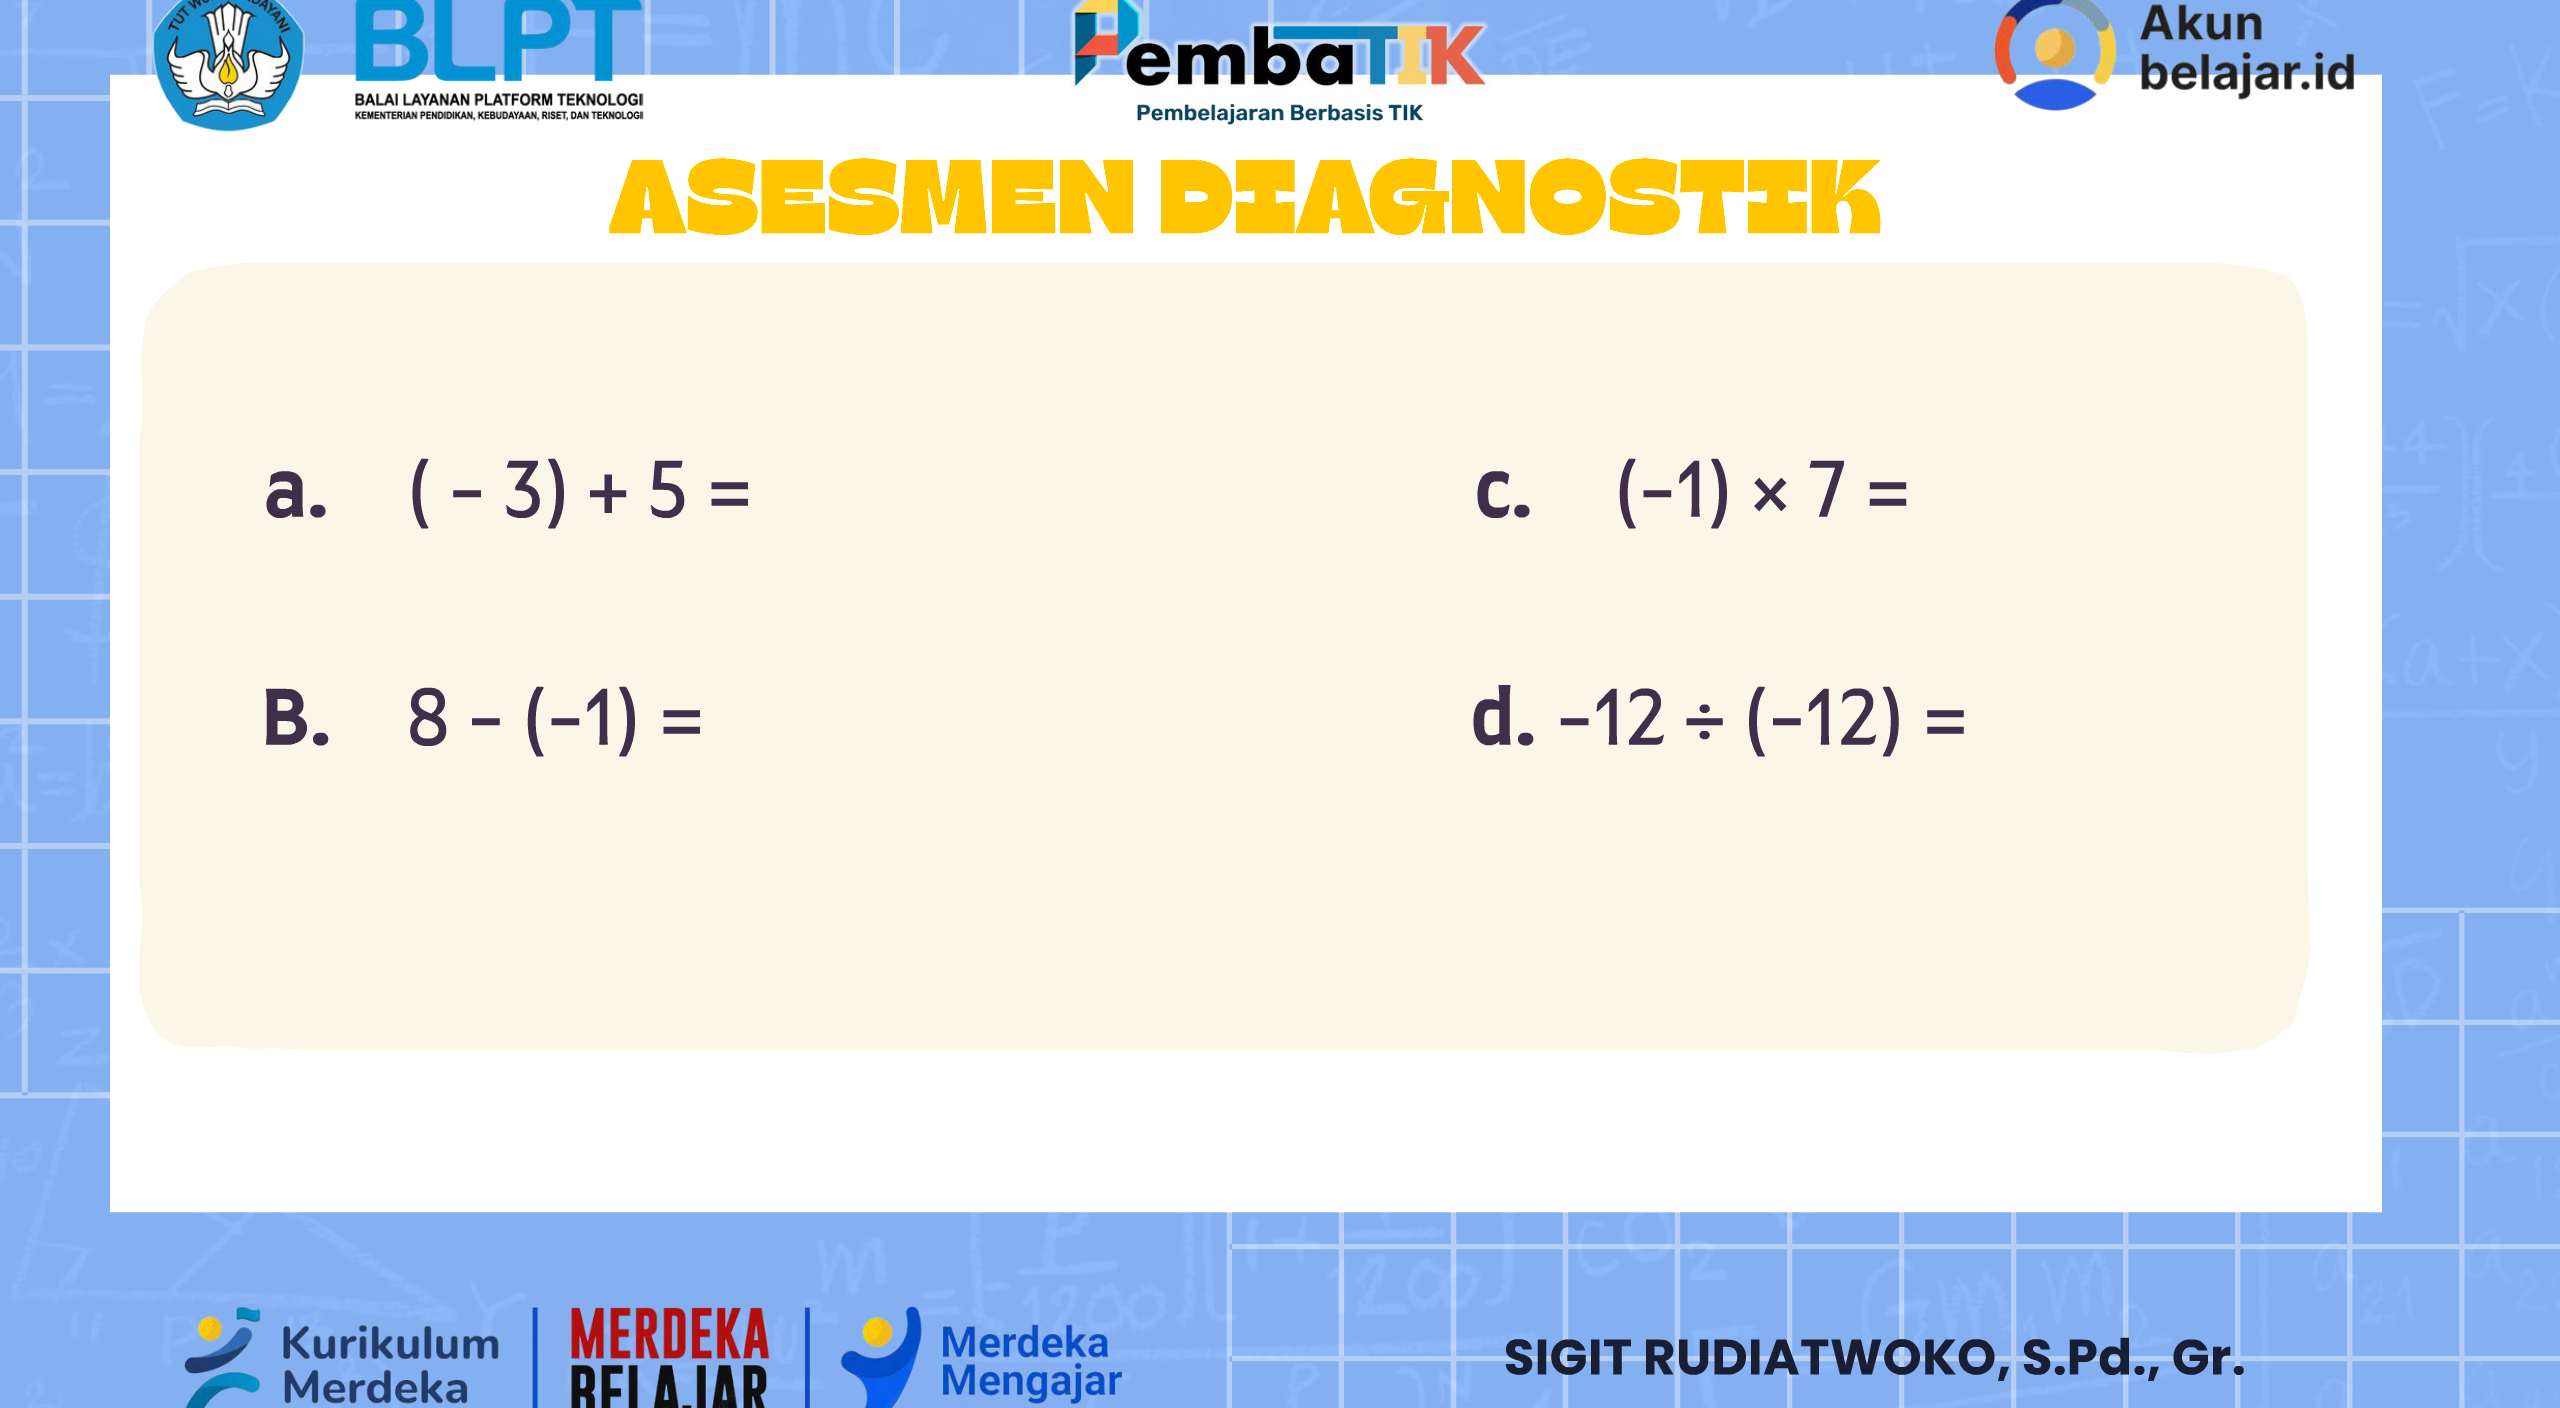 BLPT
BALAI LAYANAN PLATFORM TEKNOLOGI
KEMENTERIAN PENDIDIKAN, KEBUDAYAAN, RISET, DAN TEKNOLOGI
PembaTIK
Pembelajaran Berbasis TIK
Akun
belajar.id
ASESMEN DIAGNOSTIK
a. ( – 3) + 5 =
c. (–1) × 7 =
B. 8 – (–1) =
d. –12 ÷ (–12) =
Kurikulum
Merdeka
MERDEKA
BELAJAR
Merdeka
Mengajar
SIGIT RUDIATWOKO, S.Pd., Gr.